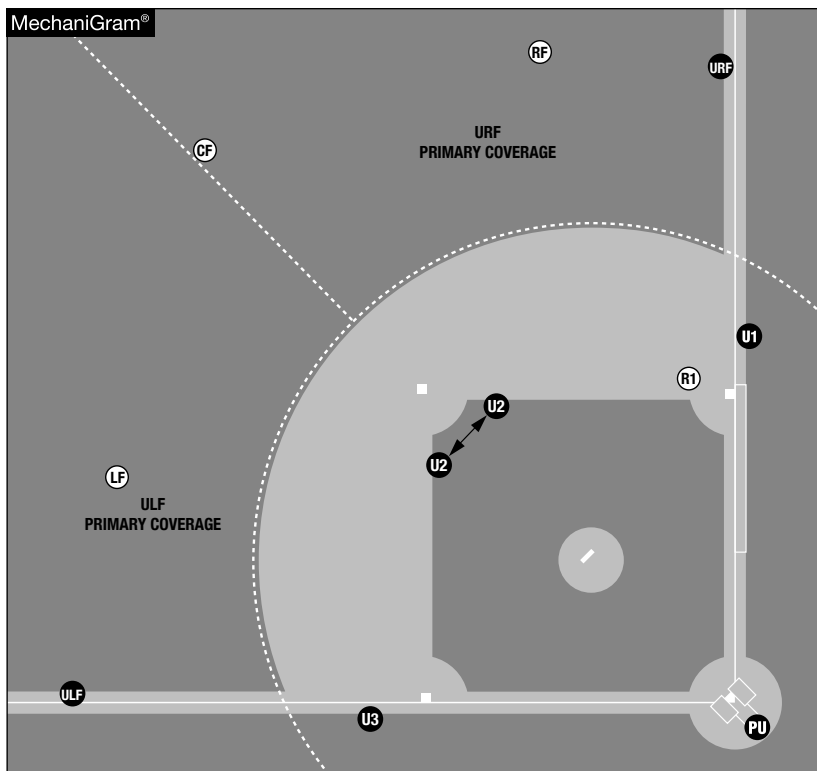 MechaniGram®
RF
URF
URF
PRIMARY COVERAGE
CF
U1
R1
U2
U2
LF
ULF
PRIMARY COVERAGE
ULF
U3
PU